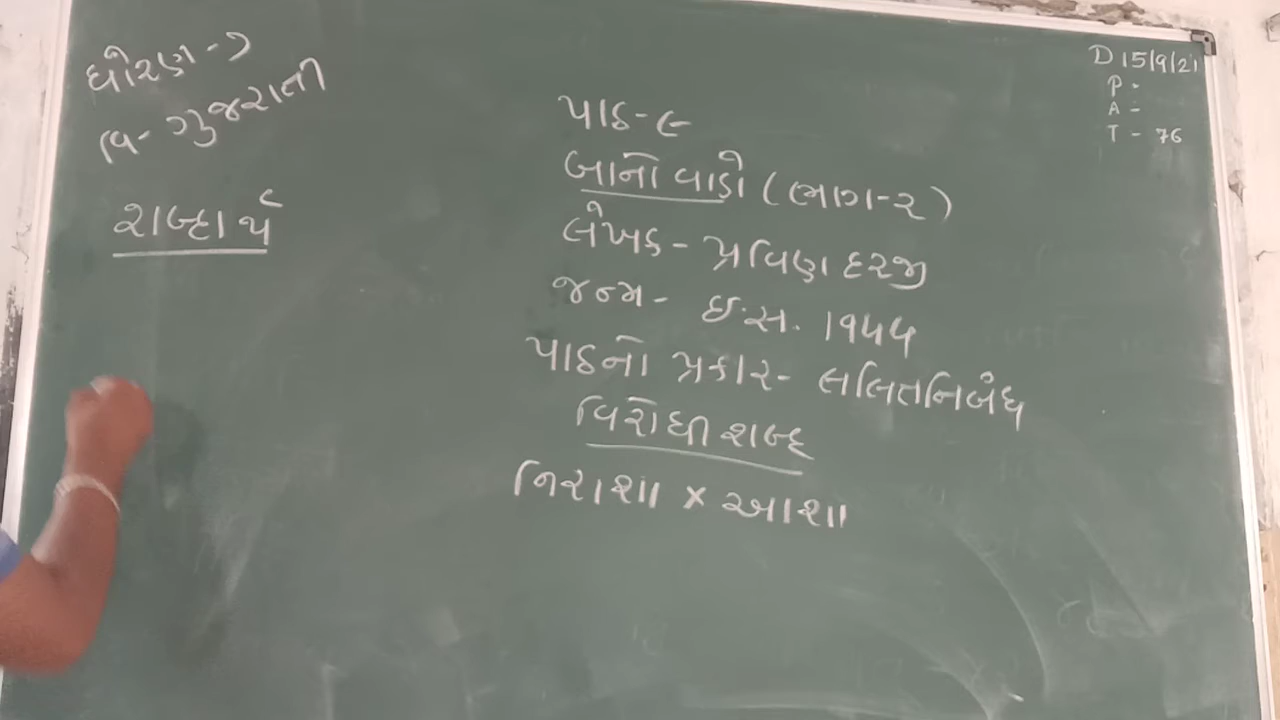 ધોરણ-૭
વિ- ગુજરાતી
શબ્દાર્થ
પાઠ-૯
બાનો વાડો (ભાગ-૨)
લેખક- પ્રવિણ દરજી
જન્મ- ઈ.સ. ૧૯૪૪
પાઠનો પ્રકાર- લલિતનિબંધ
વિરોધી શબ્દ
નિરાશા × આશા
D 15/9/21
P -
A -
T - 76